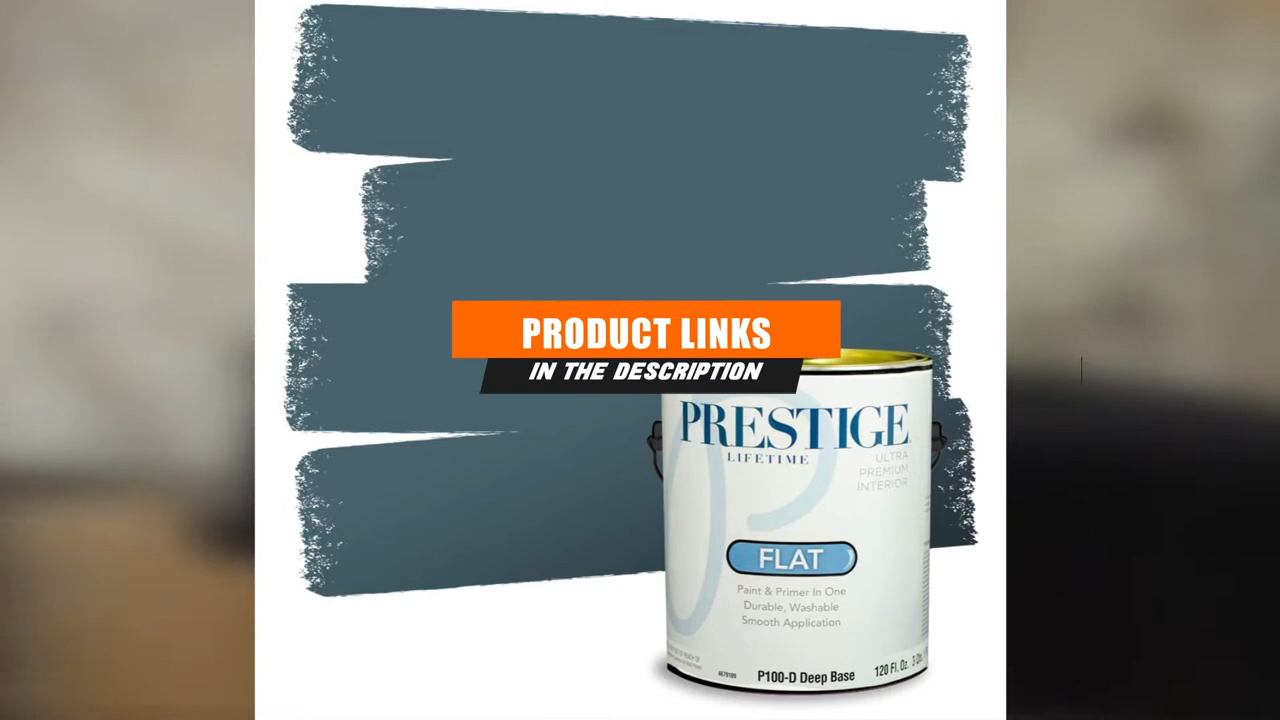 PRODUCT LINKS
IN THE DESCRIPTION
PRESTIGE
LIFETIME
ULTRA
PREMIUM
INTERIOR
FLAT
Paint & Primer In One
Durable, Washable
Smooth Application
P100-D Deep Base
120 Fl. Oz.